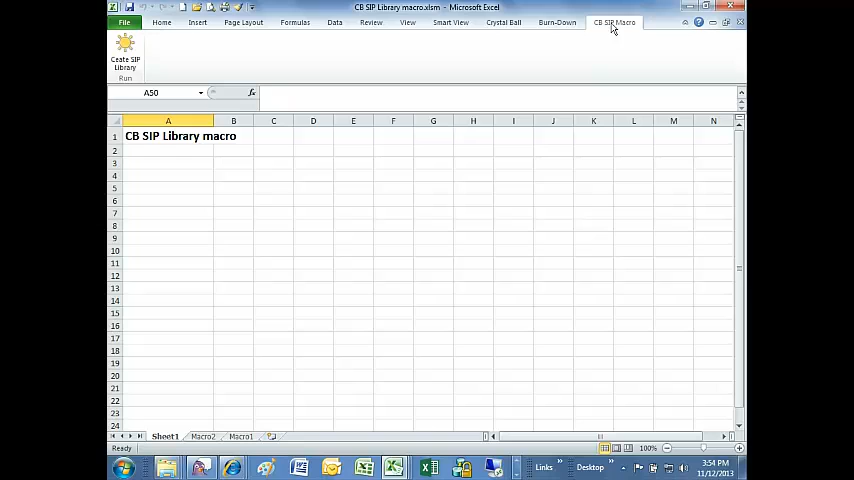 CB SIP Library macro.xlsm - Microsoft Excel
File Home Insert Page Layout Formulas Data Review View Smart View Crystal Ball Burn-Down CB SIP Macro
Ceate SIP
Library
Run
A50 fx
A B C D E F G H I J K L M N
1 CB SIP Library macro
2
3
4
5
6
7
8
9
10
11
12
13
14
15
16
17
18
19
20
21
22
23
24
Sheet1 Macro2 Macro1
Ready 100%
Links Desktop 3:54 PM
11/12/2013